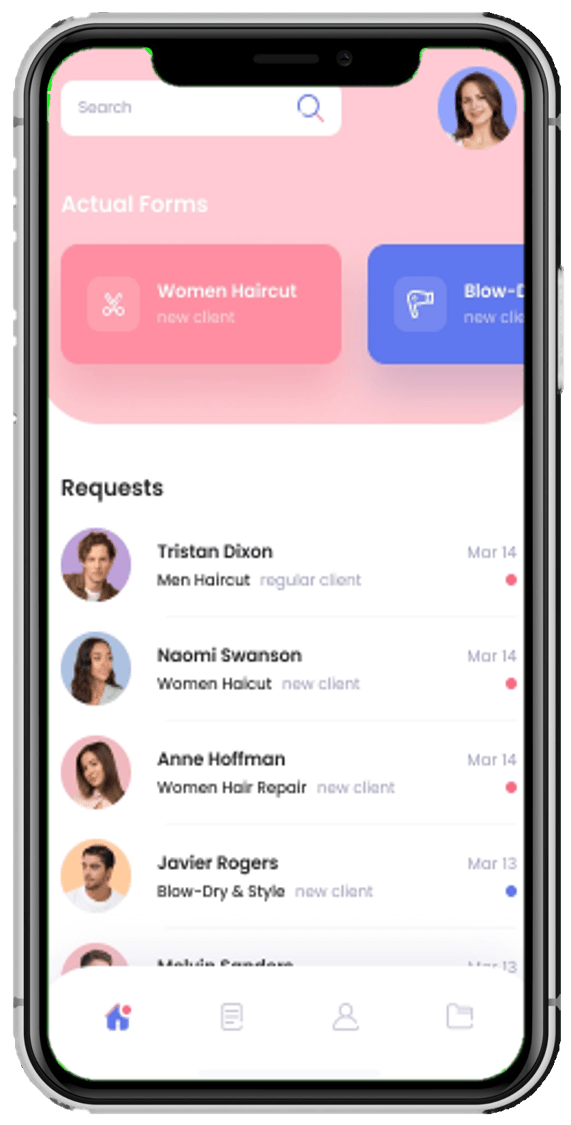 Search
Actual Forms
Women Haircut
new client
Blow-D
new clie
Requests
Tristan Dixon
Mar 14
Men Haircut regular client
Naomi Swanson
Mar 14
Women Haicut new client
Anne Hoffman
Mar 14
Women Hair Repair new client
Javier Rogers
Mar 13
Blow-Dry & Style new client
Melvin Sanders
Mar 13